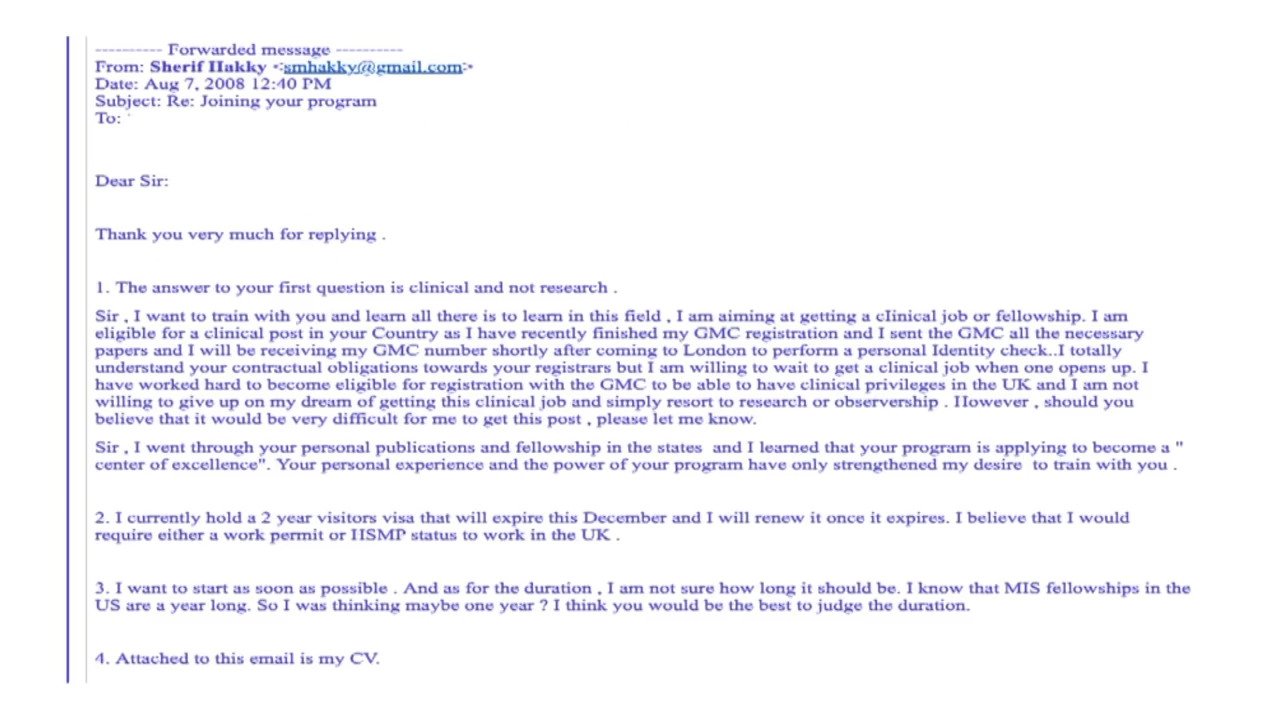 ---------- Forwarded message ----------
From: Sherif Hakky <smhakky@gmail.com>
Date: Aug 7, 2008 12:40 PM
Subject: Re: Joining your program
To:
Dear Sir:
Thank you very much for replying .
1. The answer to your first question is clinical and not research .
Sir , I want to train with you and learn all there is to learn in this field , I am aiming at getting a clinical job or fellowship. I am
eligible for a clinical post in your Country as I have recently finished my GMC registration and I sent the GMC all the necessary
papers and I will be receiving my GMC number shortly after coming to London to perform a personal Identity check..I totally
understand your contractual obligations towards your registrars but I am willing to wait to get a clinical job when one opens up. I
have worked hard to become eligible for registration with the GMC to be able to have clinical privileges in the UK and I am not
willing to give up on my dream of getting this clinical job and simply resort to research or observership . However , should you
believe that it would be very difficult for me to get this post , please let me know.
Sir , I went through your personal publications and fellowship in the states  and I learned that your program is applying to become a "
center of excellence". Your personal experience and the power of your program have only strengthened my desire  to train with you .
2. I currently hold a 2 year visitors visa that will expire this December and I will renew it once it expires. I believe that I would
require either a work permit or HSMP status to work in the UK .
3. I want to start as soon as possible . And as for the duration , I am not sure how long it should be. I know that MIS fellowships in the
US are a year long. So I was thinking maybe one year ? I think you would be the best to judge the duration.
4. Attached to this email is my CV.